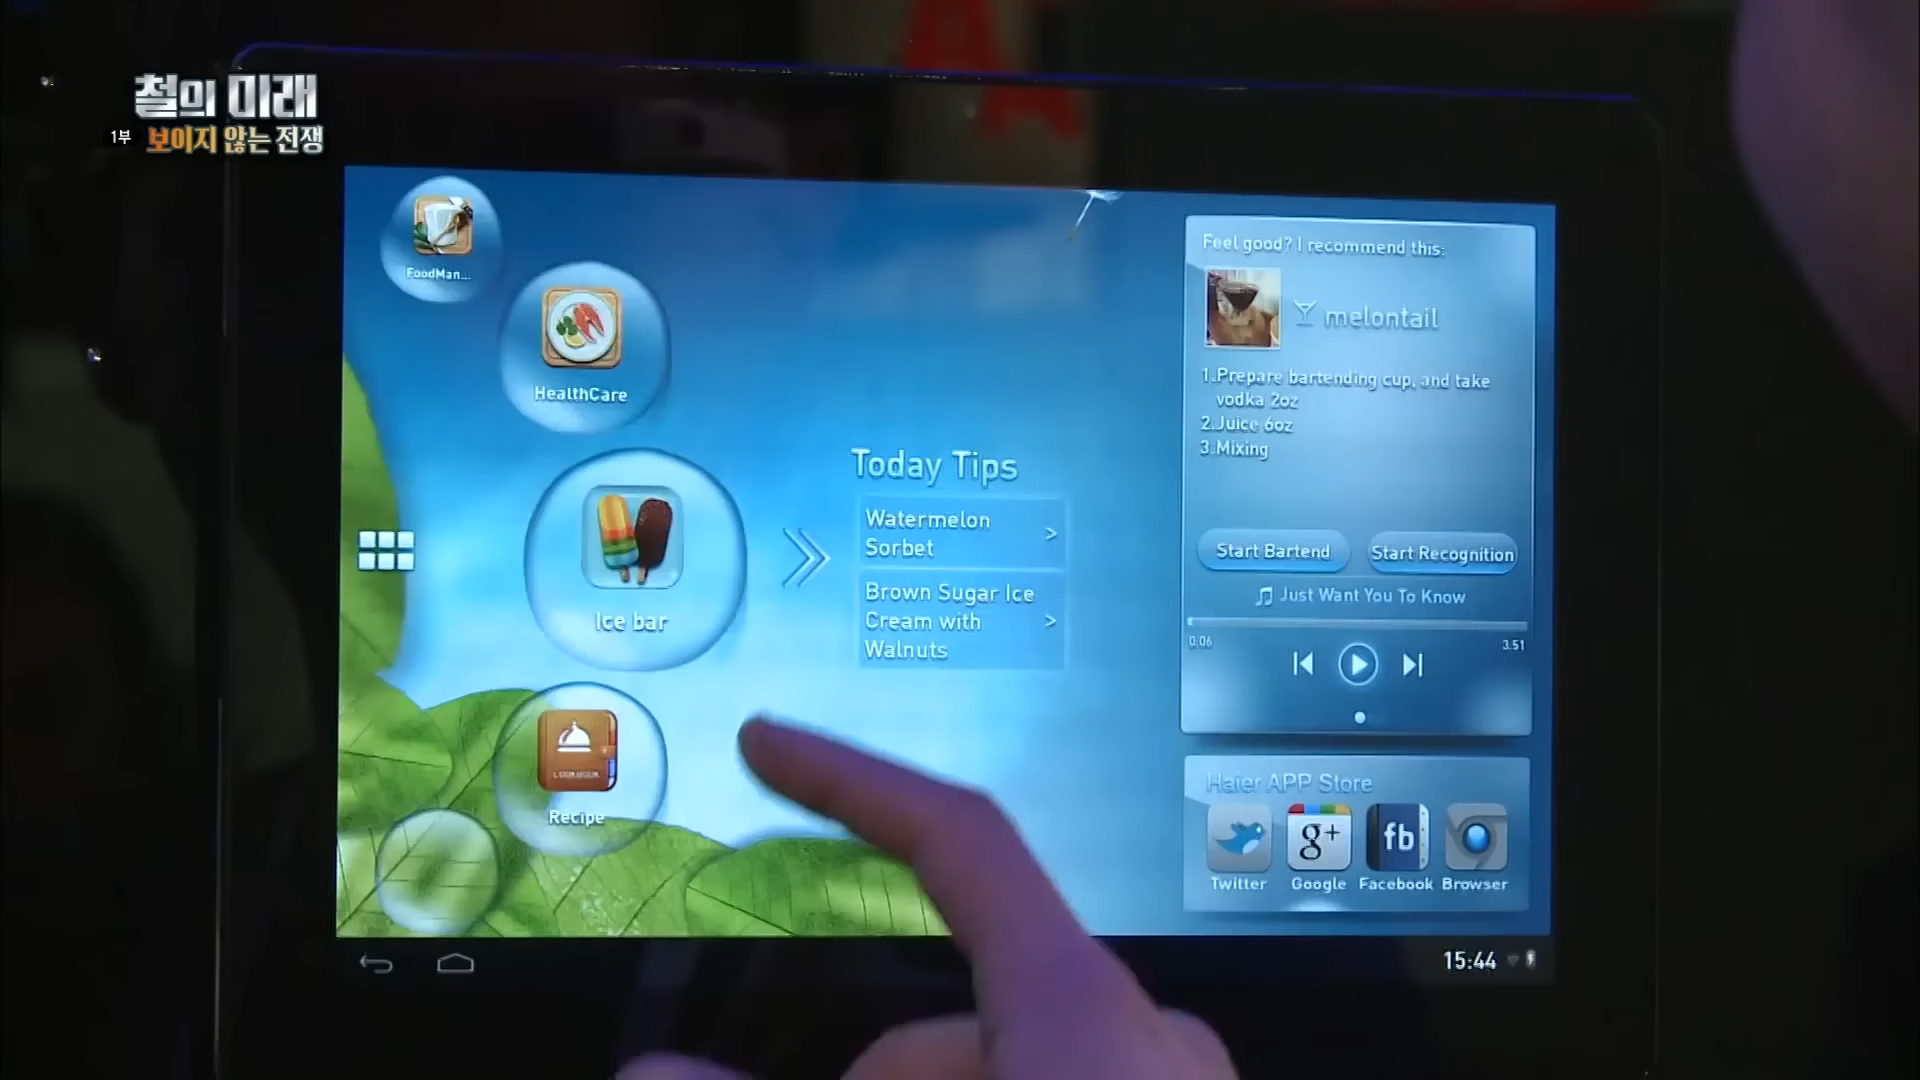 철의 미래
1부 보이지 않는 전쟁
FoodMan...
HealthCare
Ice bar
Recipe
Today Tips
Watermelon
Sorbet
>
Brown Sugar Ice
Cream with
Walnuts
>
Feel good? I recommend this:
melontail
1.Prepare bartending cup, and take
vodka 2oz
2.Juice 6oz
3.Mixing
Start Bartend
Start Recognition
Just Want You To Know
0:06
3:51
Haier APP Store
g+
fb
Twitter
Google
Facebook
Browser
15:44